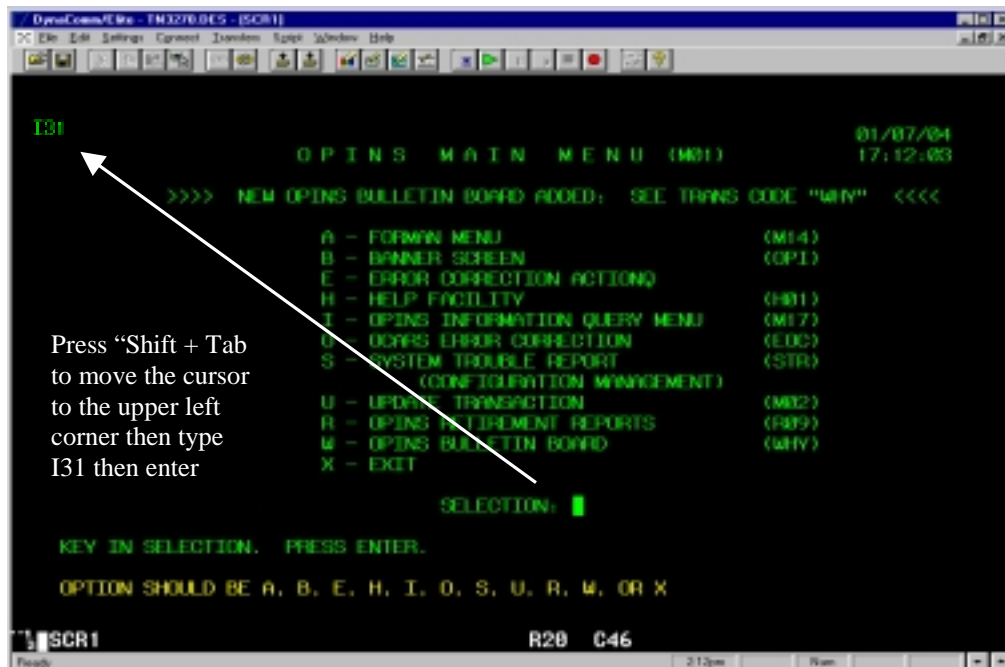 DynaComm/Elite - TN3270.DCS - [SCR1]
File Edit Settings Connect Transfers Script Window Help
I31
01/07/04
O P I N S   M A I N   M E N U (M01)
17:12:03
>>>> NEW OPINS BULLETIN BOARD ADDED: SEE TRANS CODE "WHY" <<<<
A - FORMAN MENU (M14)
B - BANNER SCREEN (OPI)
E - ERROR CORRECTION ACTIONQ
H - HELP FACILITY (H01)
I - OPINS INFORMATION QUERY MENU (M17)
O - OCARS ERROR CORRECTION (EOC)
S - SYSTEM TROUBLE REPORT (STR)
(CONFIGURATION MANAGEMENT)
U - UPDATE TRANSACTION (M02)
R - OPINS RETIREMENT REPORTS (R09)
W - OPINS BULLETIN BOARD (WHY)
X - EXIT
Press “Shift + Tab
to move the cursor
to the upper left
corner then type
I31 then enter
SELECTION:
KEY IN SELECTION. PRESS ENTER.
OPTION SHOULD BE A, B, E, H, I, O, S, U, R, W, OR X
SCR1 R20 C46
Ready 2:12pm Num